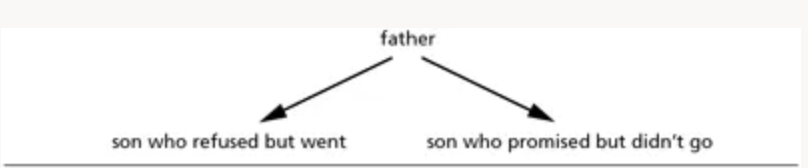 father
son who refused but went
son who promised but didn't go